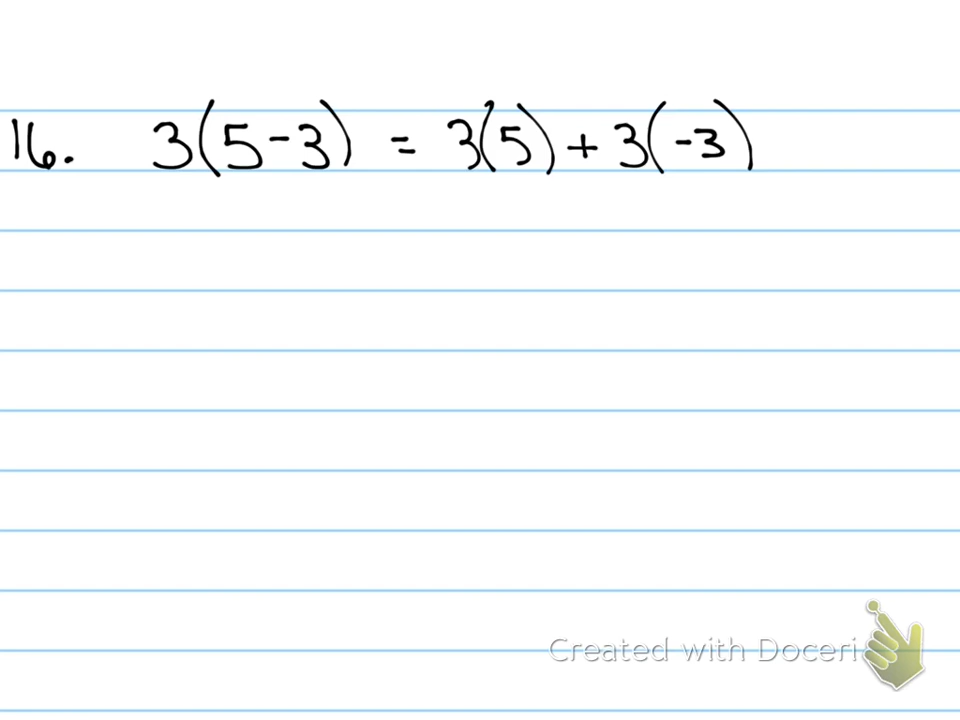 16. 3(5-3) = 3(5) + 3(-3)
Created with Doceri